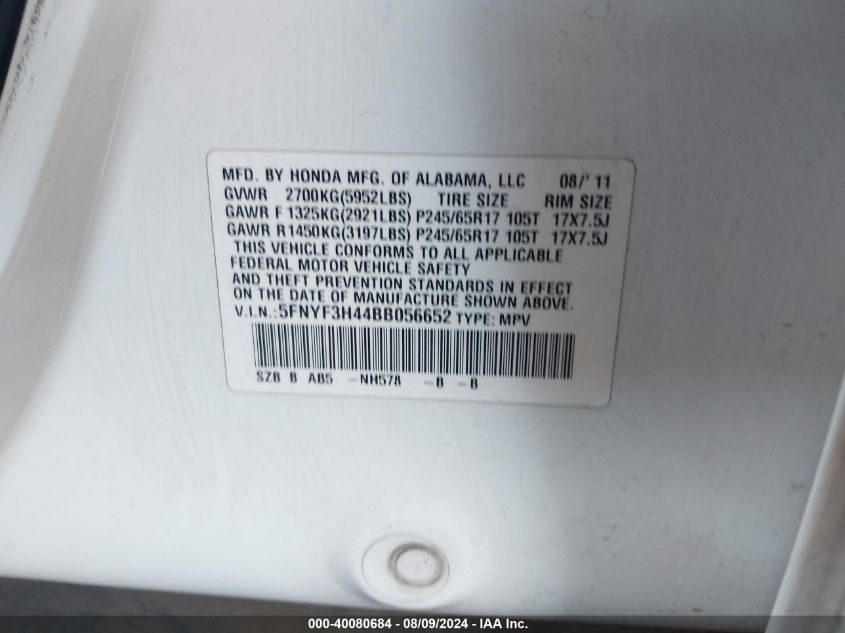 MFD. BY HONDA MFG. OF ALABAMA, LLC 08/'11
GVWR 2700KG(5952LBS) TIRE SIZE RIM SIZE
GAWR F 1325KG(2921LBS) P245/65R17 105T 17X7.5J
GAWR R1450KG(3197LBS) P245/65R17 105T 17X7.5J
THIS VEHICLE CONFORMS TO ALL APPLICABLE
FEDERAL MOTOR VEHICLE SAFETY
AND THEFT PREVENTION STANDARDS IN EFFECT
ON THE DATE OF MANUFACTURE SHOWN ABOVE.
V.I.N.:5FNYF3H44BB056652 TYPE: MPV
SZB B AB5 -NH578 -B -B
000-40080684 - 08/09/2024 - IAA Inc.